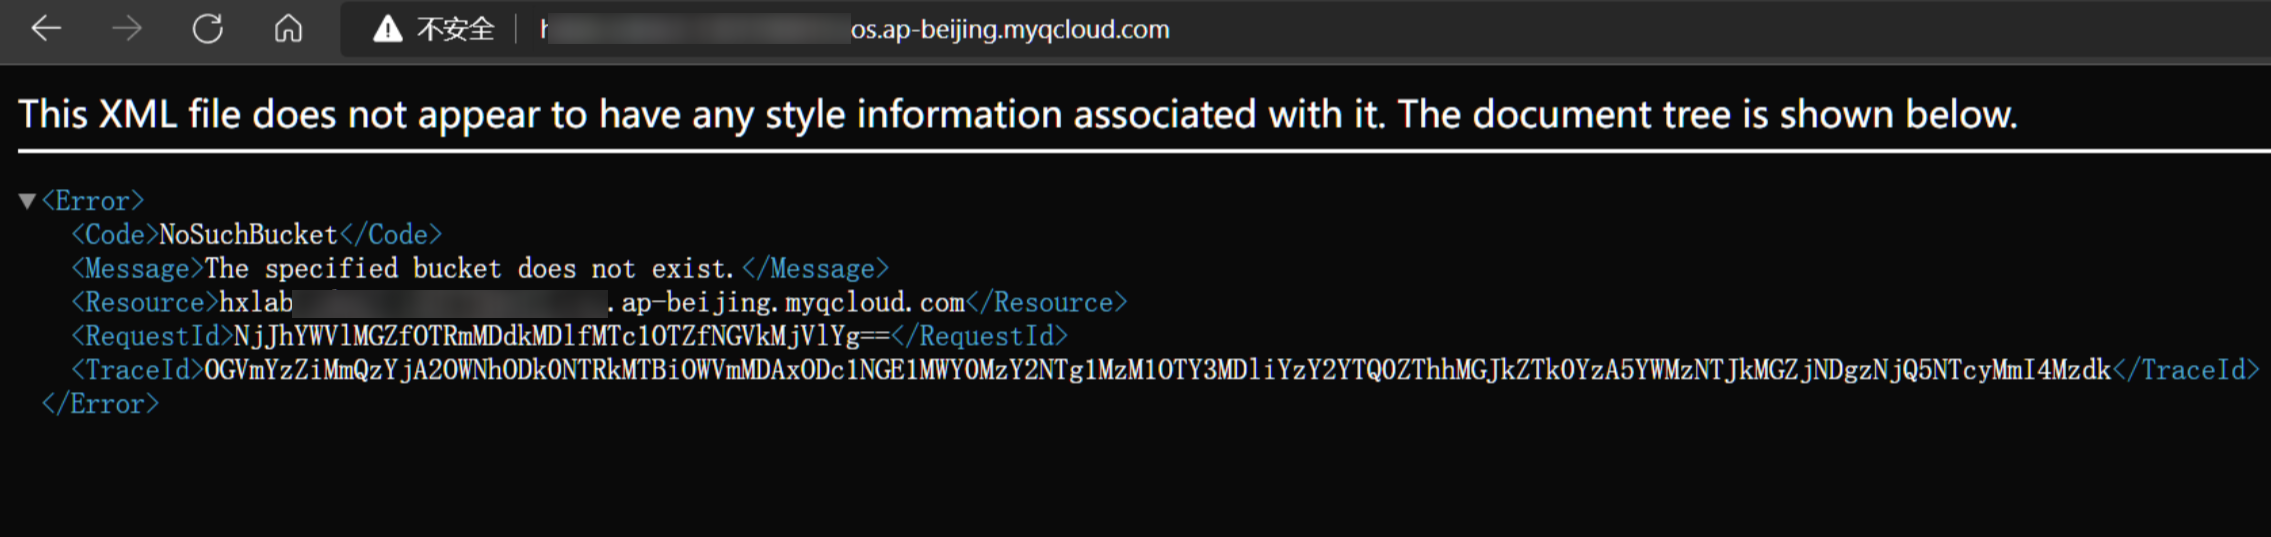 不安全 h os.ap-beijing.myqcloud.com
This XML file does not appear to have any style information associated with it. The document tree is shown below.
▼<Error>
<Code>NoSuchBucket</Code>
<Message>The specified bucket does not exist.</Message>
<Resource>hxlab .ap-beijing.myqcloud.com</Resource>
<RequestId>NjJhYWVlMGZfOTRmMDdkMDlfMTc1OTZfNGVkMjVlYg==</RequestId>
<TraceId>OGVmYzZiMmQzYjA2OWNhODk0NTRkMTBiOWVmMDAxODc1NGE1MWY0MzY2NTg1MzM1OTY3MDliYzY2YTQ0ZThhMGJkZTk0YzA5YWMzNTJkMGZjNDgzNjQ5NTcyMmI4Mzdk</TraceId>
</Error>